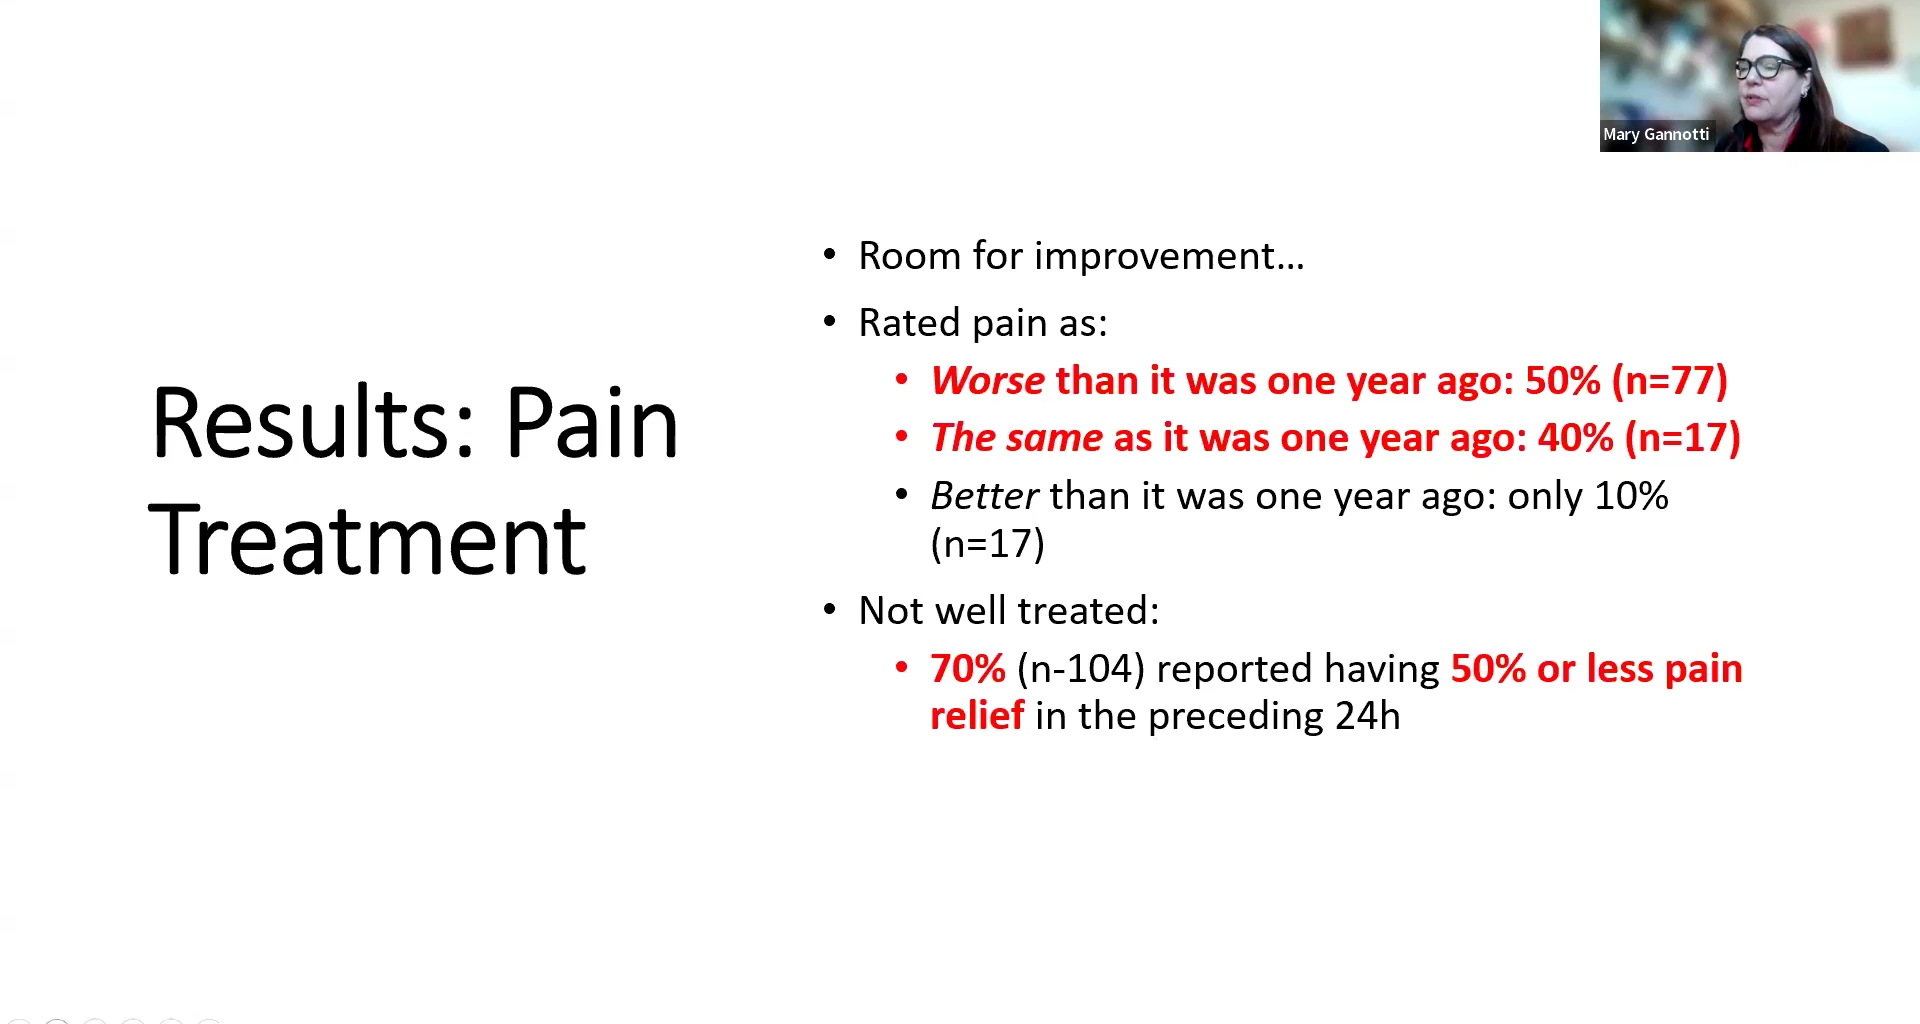 Mary Gannotti
Results: Pain
Treatment
• Room for improvement…
• Rated pain as:
• Worse than it was one year ago: 50% (n=77)
• The same as it was one year ago: 40% (n=17)
• Better than it was one year ago: only 10%
(n=17)
• Not well treated:
• 70% (n-104) reported having 50% or less pain
relief in the preceding 24h